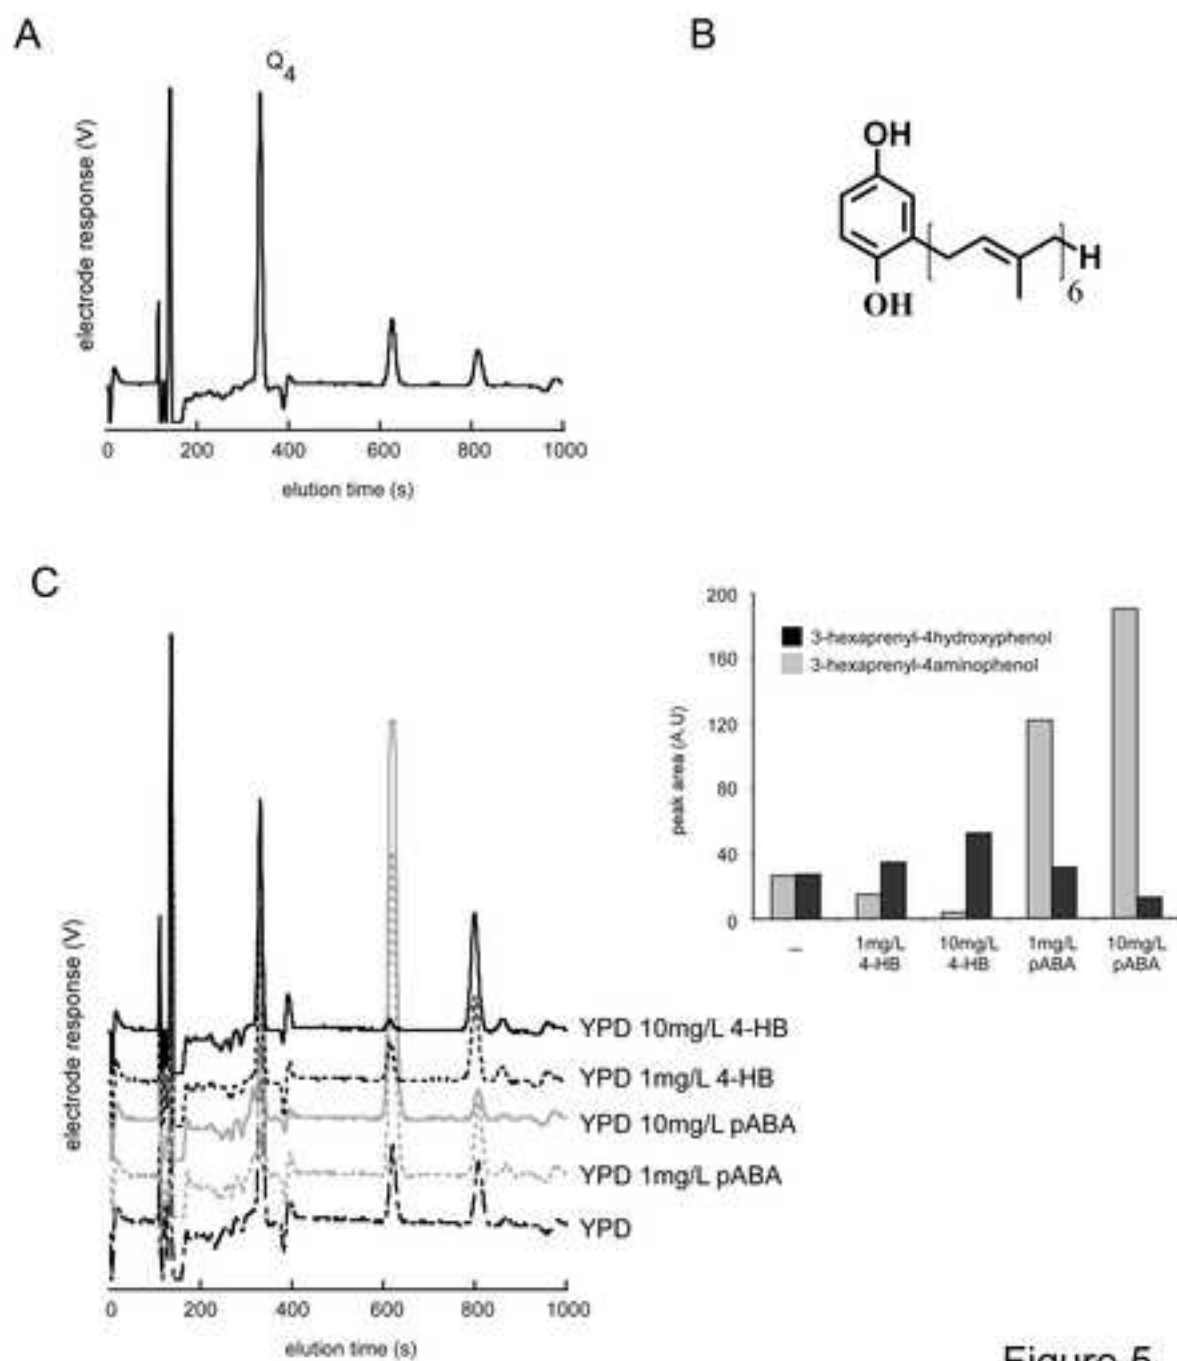 A
B
Q4
electrode response (V)
0 200 400 600 800 1000
elution time (s)
OH
OH
H
6
C
electrode response (V)
YPD 10mg/L 4-HB
YPD 1mg/L 4-HB
YPD 10mg/L pABA
YPD 1mg/L pABA
YPD
0 200 400 600 800 1000
elution time (s)
peak area (A.U)
200
160
120
80
40
0
3-hexaprenyl-4hydroxyphenol
3-hexaprenyl-4aminophenol
– 1mg/L 10mg/L 1mg/L 10mg/L
4-HB 4-HB pABA pABA
Figure 5